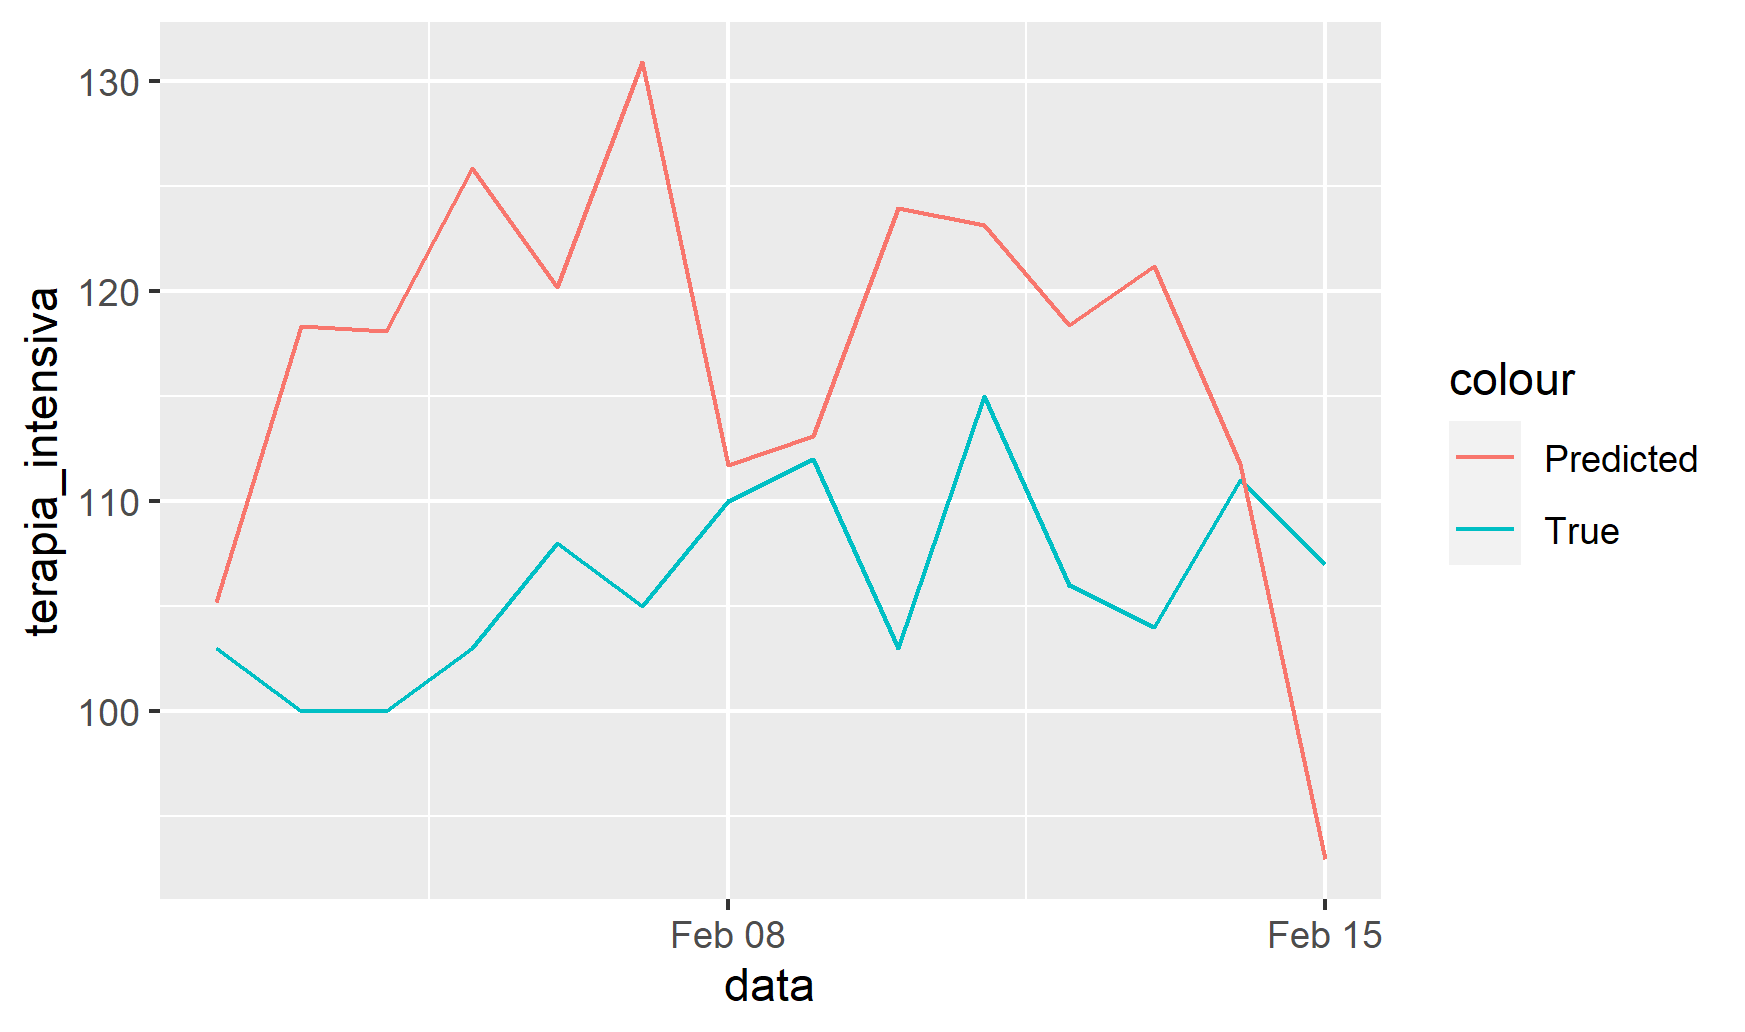 130
120
110
100
terapia_intensiva
Feb 08
Feb 15
data
colour
Predicted
True